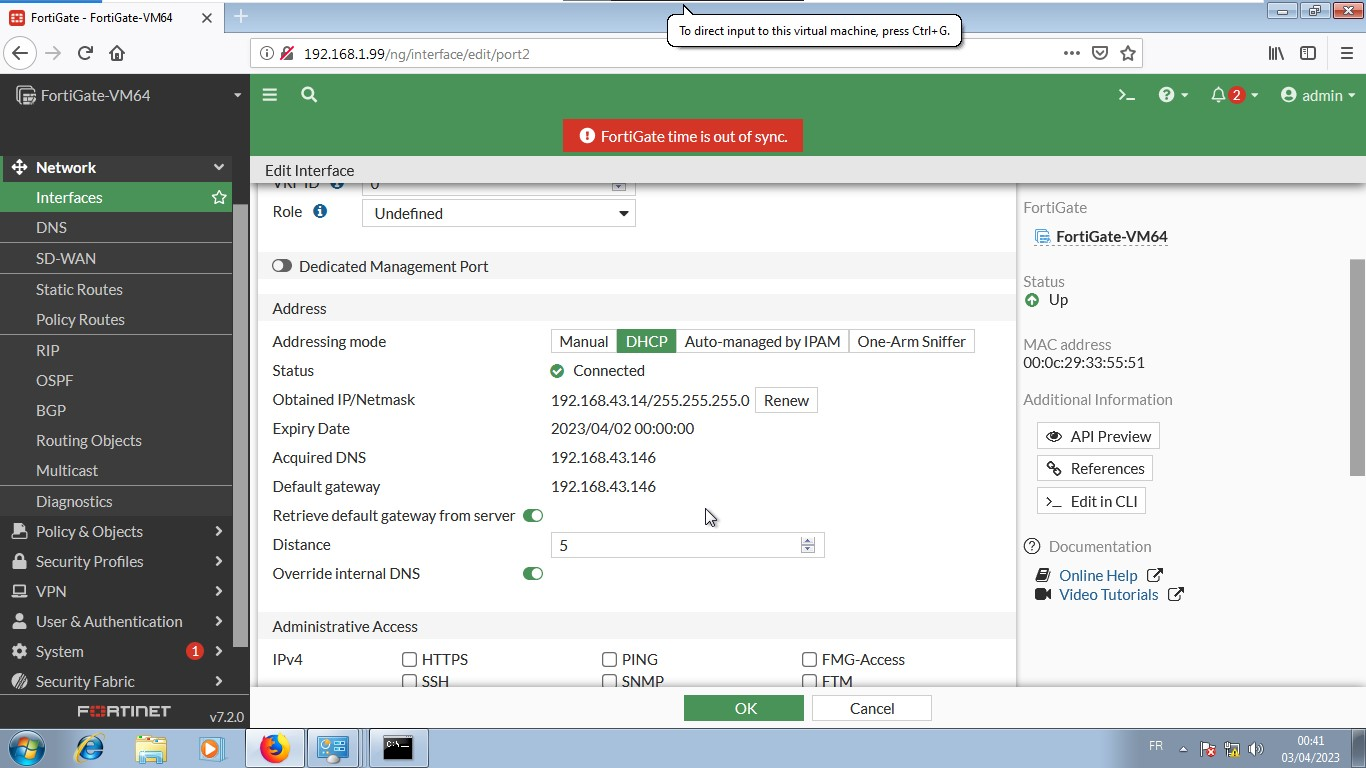 FortiGate - FortiGate-VM64
To direct input to this virtual machine, press Ctrl+G.
192.168.1.99/ng/interface/edit/port2
FortiGate-VM64
2
admin
FortiGate time is out of sync.
Network
Interfaces
DNS
SD-WAN
Static Routes
Policy Routes
RIP
OSPF
BGP
Routing Objects
Multicast
Diagnostics
Policy & Objects
Security Profiles
VPN
User & Authentication
System 1
Security Fabric
FORTINET v7.2.0
Edit Interface
VRF ID 0
Role Undefined
Dedicated Management Port
Address
Addressing mode Manual DHCP Auto-managed by IPAM One-Arm Sniffer
Status Connected
Obtained IP/Netmask 192.168.43.14/255.255.255.0 Renew
Expiry Date 2023/04/02 00:00:00
Acquired DNS 192.168.43.146
Default gateway 192.168.43.146
Retrieve default gateway from server
Distance 5
Override internal DNS
Administrative Access
IPv4 HTTPS PING FMG-Access
SSH SNMP FTM
OK Cancel
FortiGate
FortiGate-VM64
Status
Up
MAC address
00:0c:29:33:55:51
Additional Information
API Preview
References
Edit in CLI
Documentation
Online Help
Video Tutorials
FR
00:41
03/04/2023